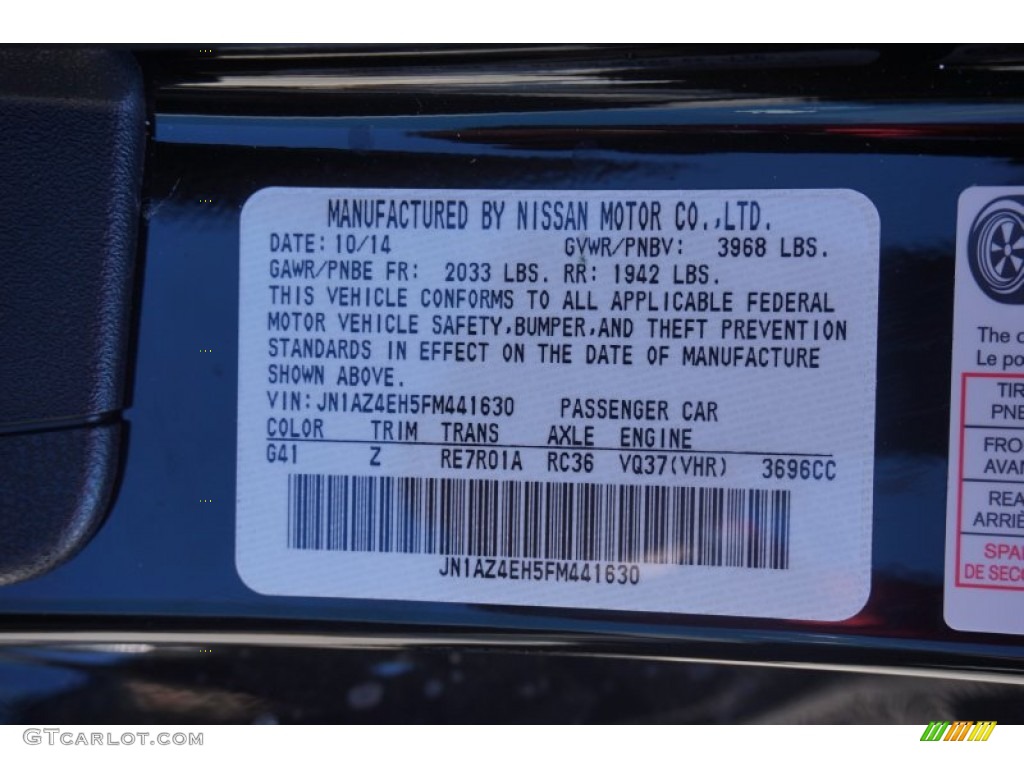 MANUFACTURED BY NISSAN MOTOR CO.,LTD.
DATE: 10/14 GVWR/PNBV: 3968 LBS.
GAWR/PNBE FR: 2033 LBS. RR: 1942 LBS.
THIS VEHICLE CONFORMS TO ALL APPLICABLE FEDERAL
MOTOR VEHICLE SAFETY,BUMPER,AND THEFT PREVENTION
STANDARDS IN EFFECT ON THE DATE OF MANUFACTURE
SHOWN ABOVE.
VIN: JN1AZ4EH5FM441630 PASSENGER CAR
COLOR TRIM TRANS AXLE ENGINE
G41 Z RE7R01A RC36 VQ37(VHR) 3696CC
JN1AZ4EH5FM441630
The
Le
TIR
PNE
FRO
AVAN
REA
ARRIÈ
SPA
DE SECO
GTCarLot.com